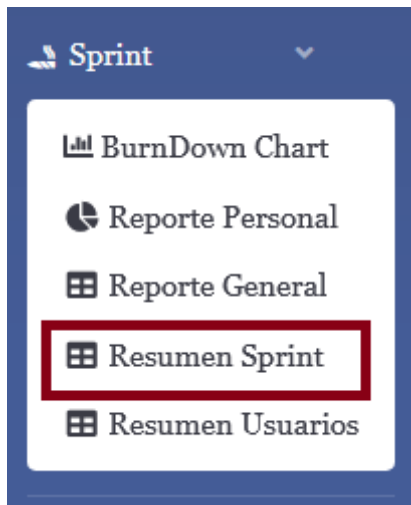 Sprint
BurnDown Chart
Reporte Personal
Reporte General
Resumen Sprint
Resumen Usuarios